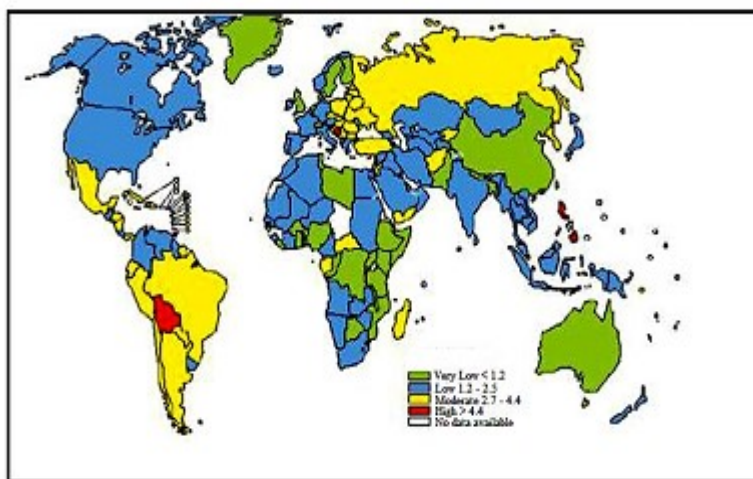 Very Low < 1.2
Low 1.2 - 2.5
Moderate 2.7 - 4.4
High > 4.4
No data available